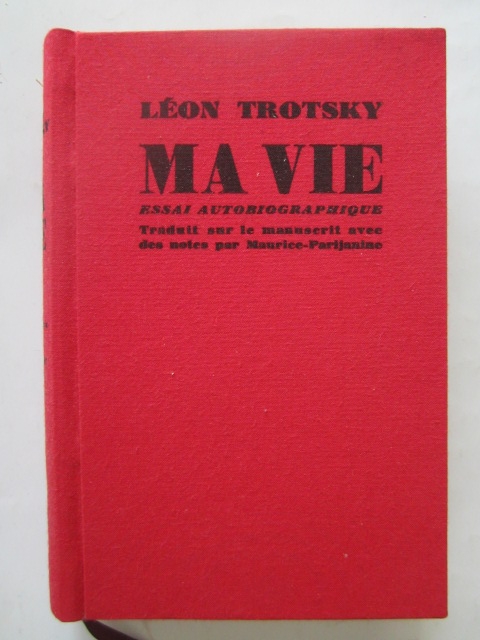 LÉON TROTSKY
MA VIE
ESSAI AUTOBIOGRAPHIQUE
Traduit sur le manuscrit avec
des notes par Maurice-Parijanine